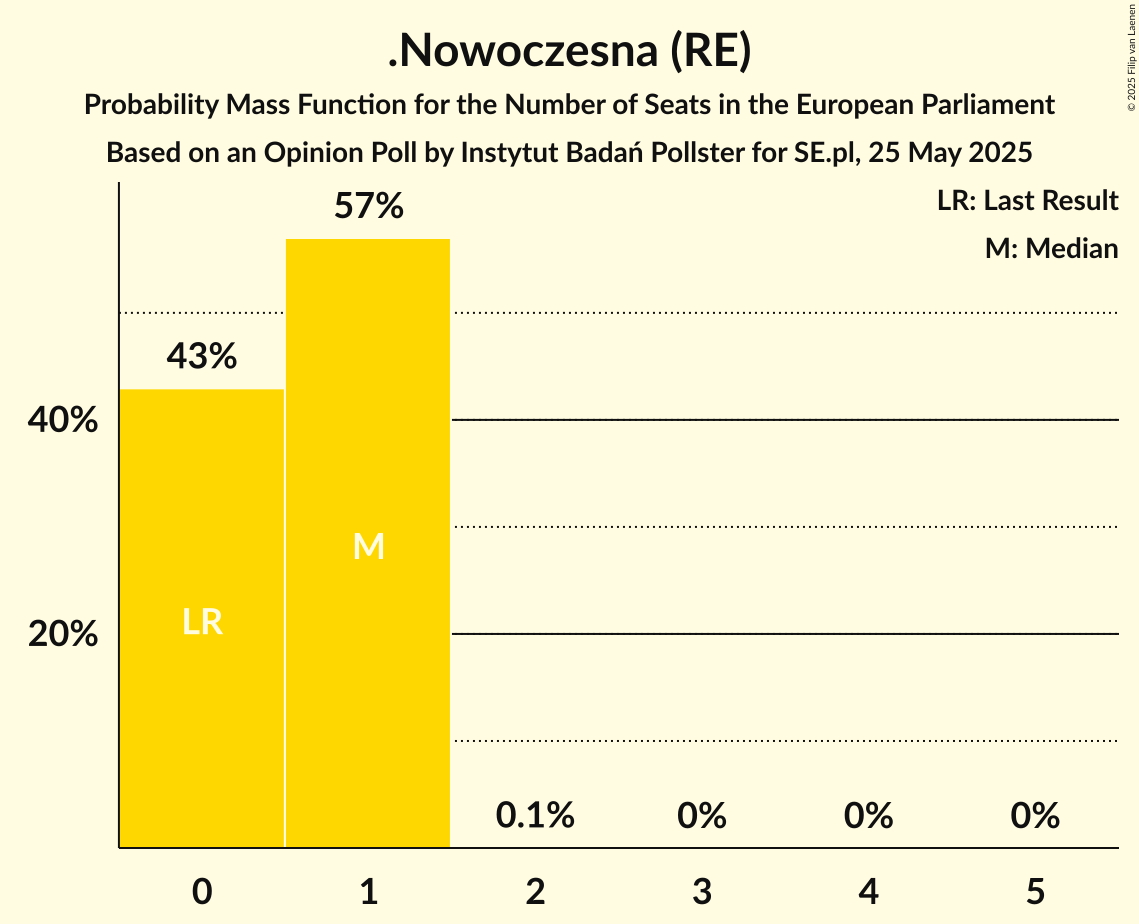 .Nowoczesna (RE)
Probability Mass Function for the Number of Seats in the European Parliament
Based on an Opinion Poll by Instytut Badań Pollster for SE.pl, 25 May 2025
© 2025 Filip van Laenen
LR: Last Result
M: Median
57%
43%
40%
20%
M
LR
0.1%
0%
0%
0%
0
1
2
3
4
5